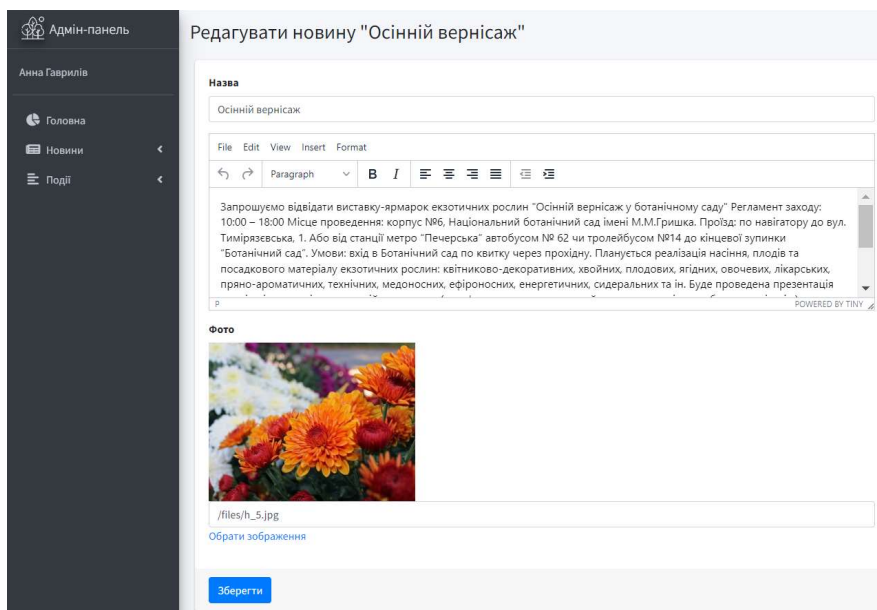 Адмін-панель
Анна Гаврилів
Головна
Новини
Події
Редагувати новину "Осінній вернісаж"
Назва
Осінній вернісаж
File Edit View Insert Format
Paragraph B I
Запрошуємо відвідати виставку-ярмарок екзотичних рослин "Осінній вернісаж у ботанічному саду" Регламент заходу:
10:00 – 18:00 Місце проведення: корпус №6, Національний ботанічний сад імені М.М.Гришка. Проїзд: по навігатору до вул.
Тимірязєвська, 1. Або від станції метро "Печерська" автобусом № 62 чи тролейбусом №14 до кінцевої зупинки
"Ботанічний сад". Умови: вхід в Ботанічний сад по квитку через прохідну. Планується реалізація насіння, плодів та
посадкового матеріалу екзотичних рослин: квітниково-декоративних, хвойних, плодових, ягідних, овочевих, лікарських,
пряно-ароматичних, технічних, медоносних, ефіроносних, енергетичних, сидеральних та ін. Буде проведена презентація
P POWERED BY TINY
Фото
/files/h_5.jpg
Обрати зображення
Зберегти